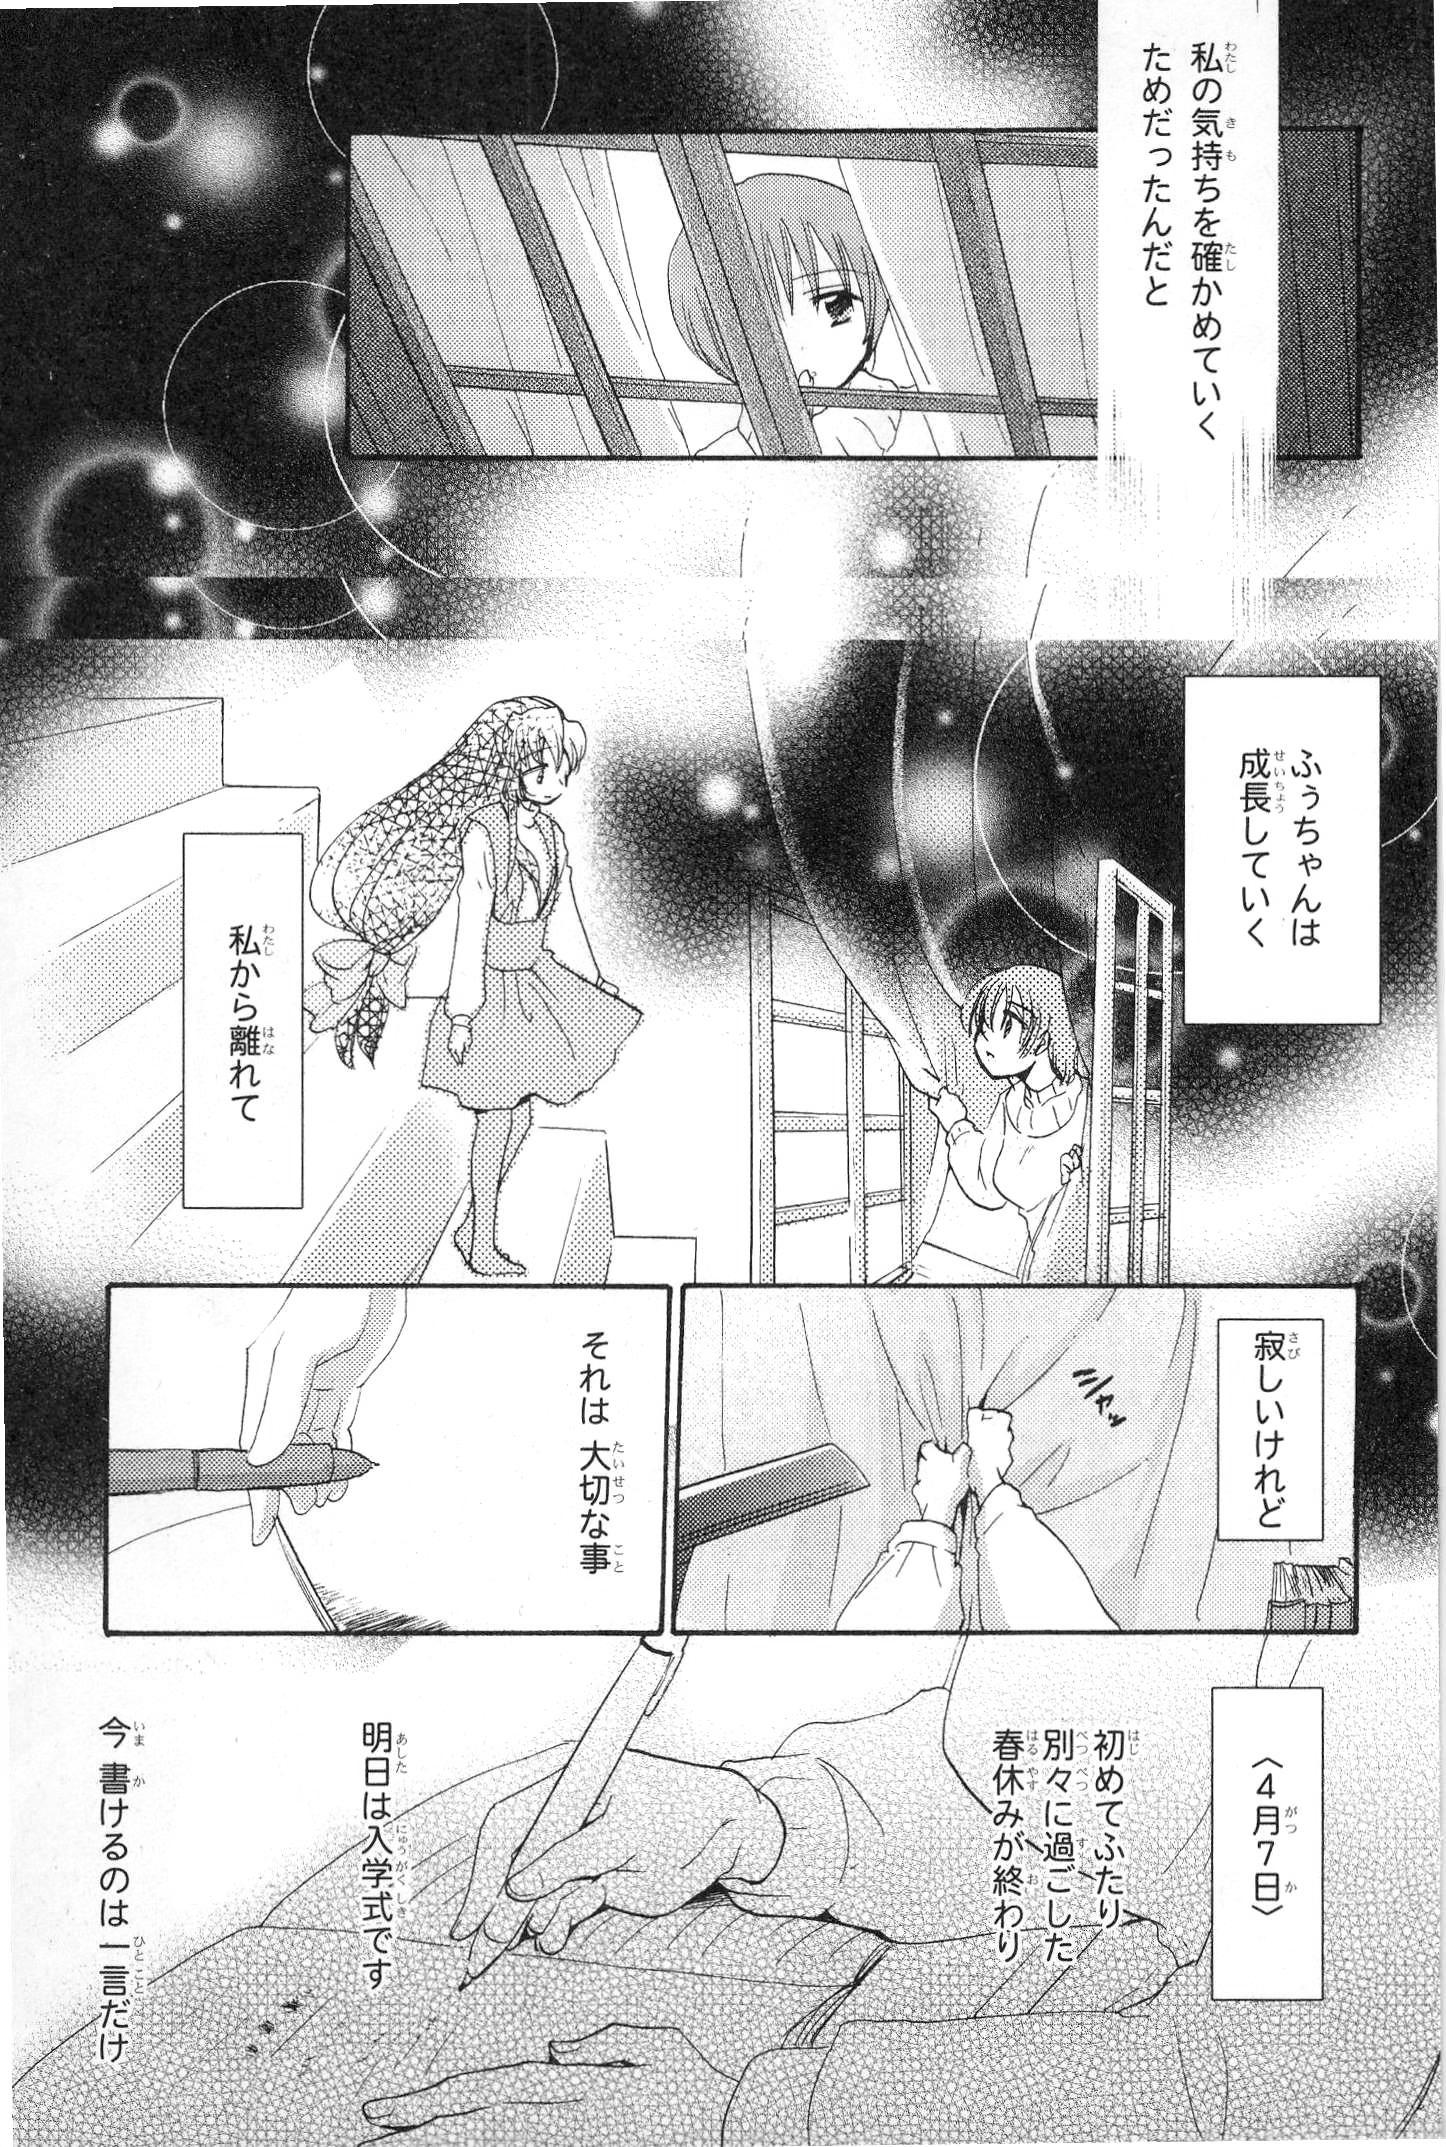 私の気持ちを確かめていく
ためだったんだと
ふぅちゃんは
成長していく
私から離れて
寂しいけれど
シャッ
それは 大切な事
〈4月7日〉
初めてふたり
別々に過ごした
春休みが終わり
明日は入学式です
今 書けるのは 一言だけ